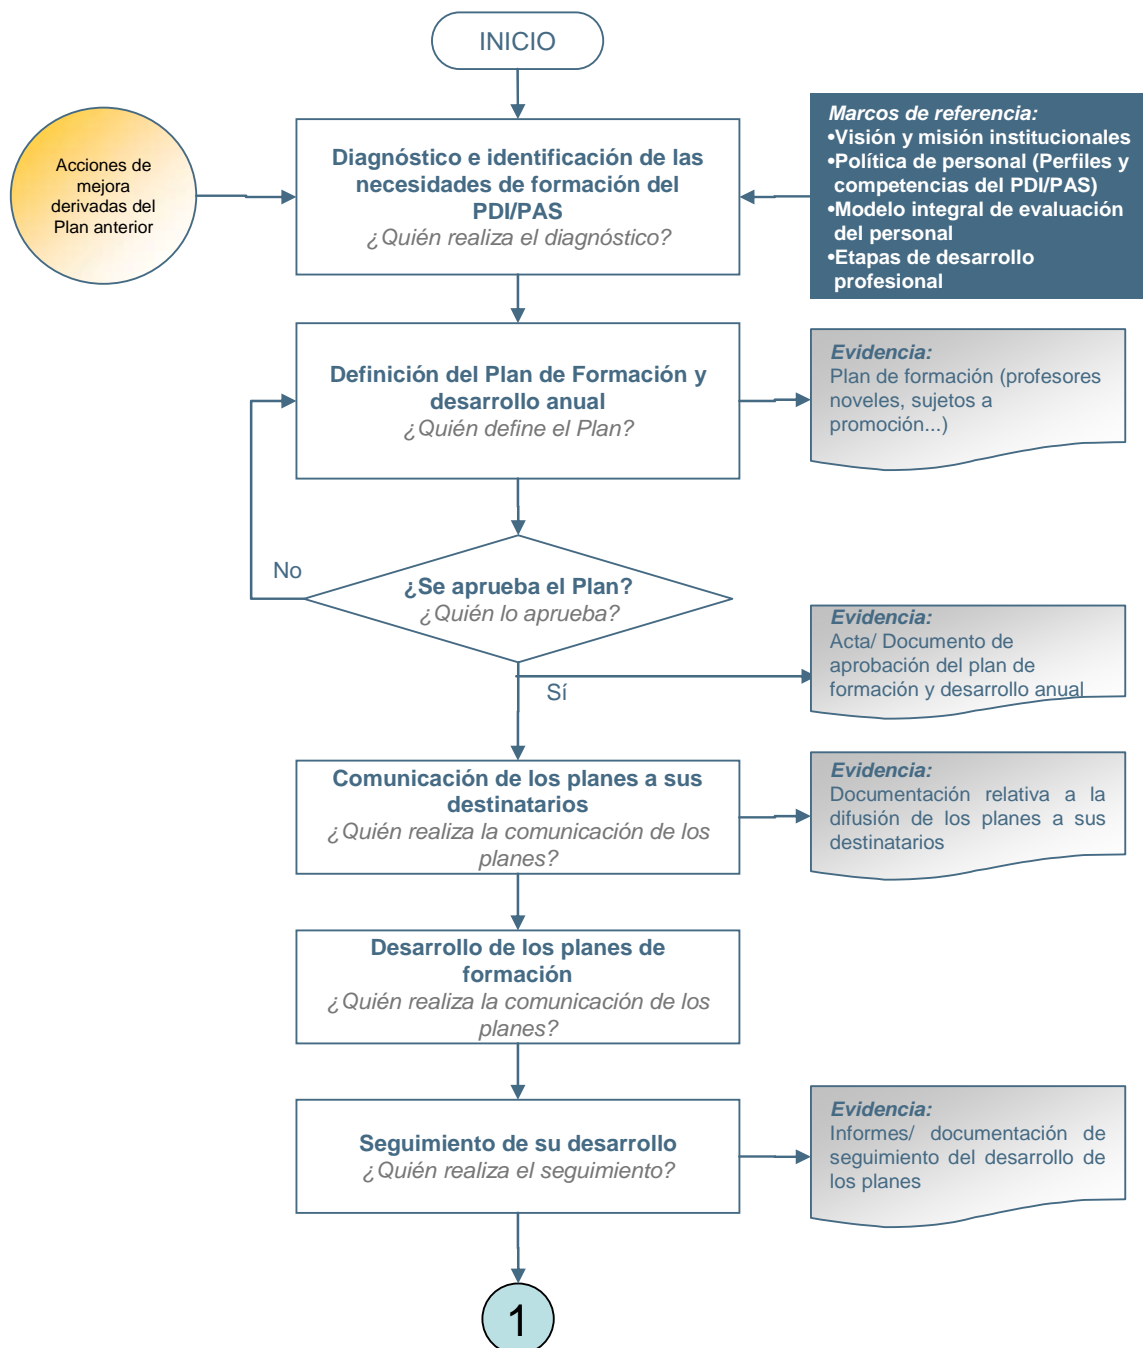 INICIO
Acciones de
mejora
derivadas del
Plan anterior
Diagnóstico e identificación de las
necesidades de formación del
PDI/PAS
¿Quién realiza el diagnóstico?
Marcos de referencia:
•Visión y misión institucionales
•Política de personal (Perfiles y
competencias del PDI/PAS)
•Modelo integral de evaluación
del personal
•Etapas de desarrollo
profesional
Definición del Plan de Formación y
desarrollo anual
¿Quién define el Plan?
Evidencia:
Plan de formación (profesores
noveles, sujetos a
promoción...)
No
¿Se aprueba el Plan?
¿Quién lo aprueba?
Sí
Evidencia:
Acta/ Documento de
aprobación del plan de
formación y desarrollo anual
Comunicación de los planes a sus
destinatarios
¿Quién realiza la comunicación de los
planes?
Evidencia:
Documentación relativa a la
difusión de los planes a sus
destinatarios
Desarrollo de los planes de
formación
¿Quién realiza la comunicación de los
planes?
Seguimiento de su desarrollo
¿Quién realiza el seguimiento?
Evidencia:
Informes/ documentación de
seguimiento del desarrollo de
los planes
1